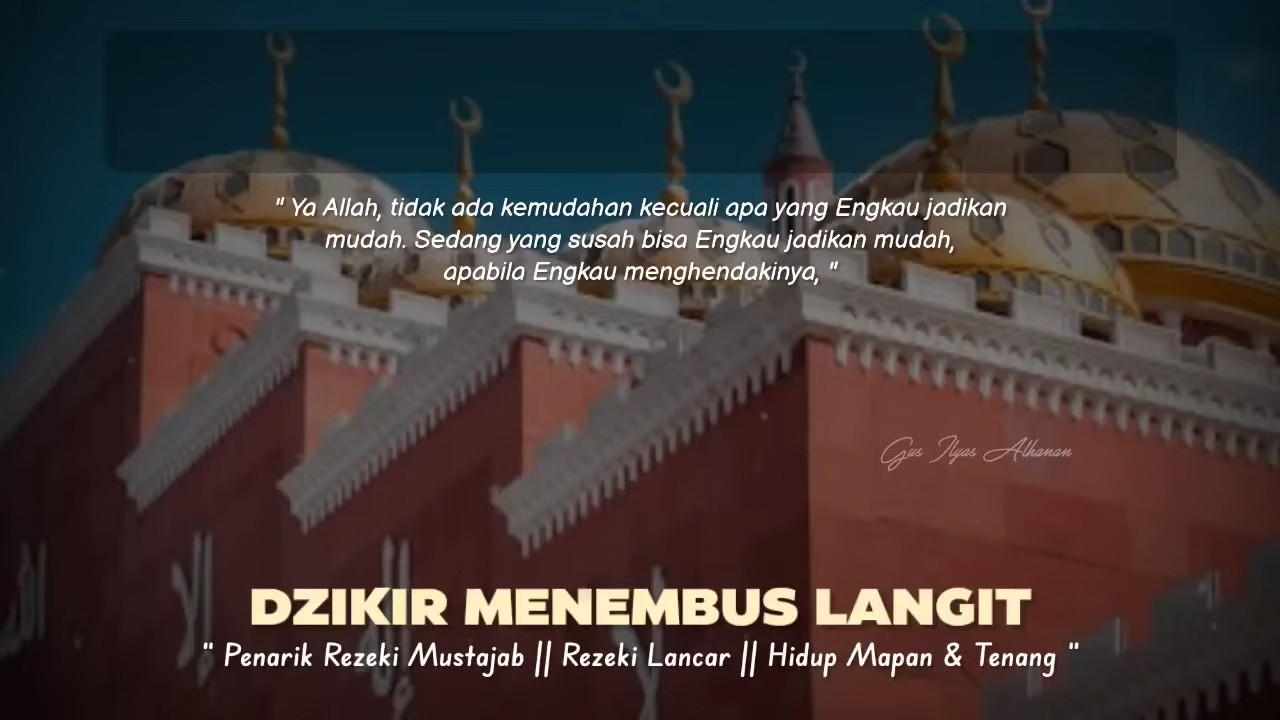 " Ya Allah, tidak ada kemudahan kecuali apa yang Engkau jadikan
mudah. Sedang yang susah bisa Engkau jadikan mudah,
apabila Engkau menghendakinya, "
Gus Ilyas Alhanan
DZIKIR MENEMBUS LANGIT
" Penarik Rezeki Mustajab || Rezeki Lancar || Hidup Mapan & Tenang "